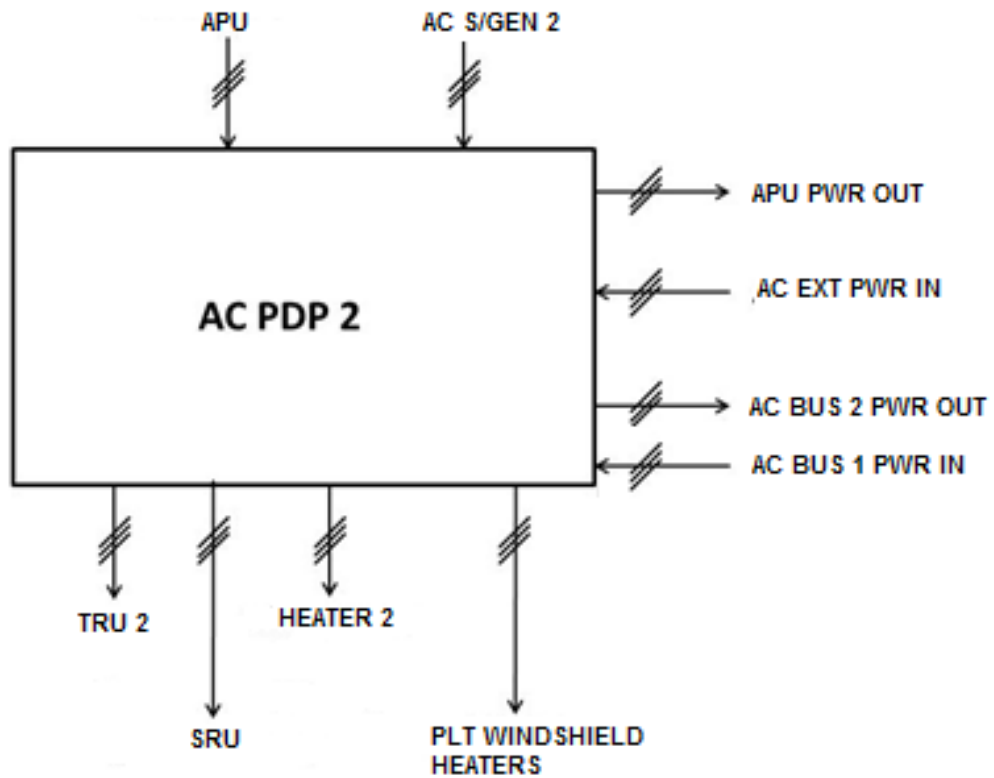 APU
AC S/GEN 2
APU PWR OUT
AC EXT PWR IN
AC PDP 2
AC BUS 2 PWR OUT
AC BUS 1 PWR IN
TRU 2
HEATER 2
SRU
PLT WINDSHIELD
HEATERS